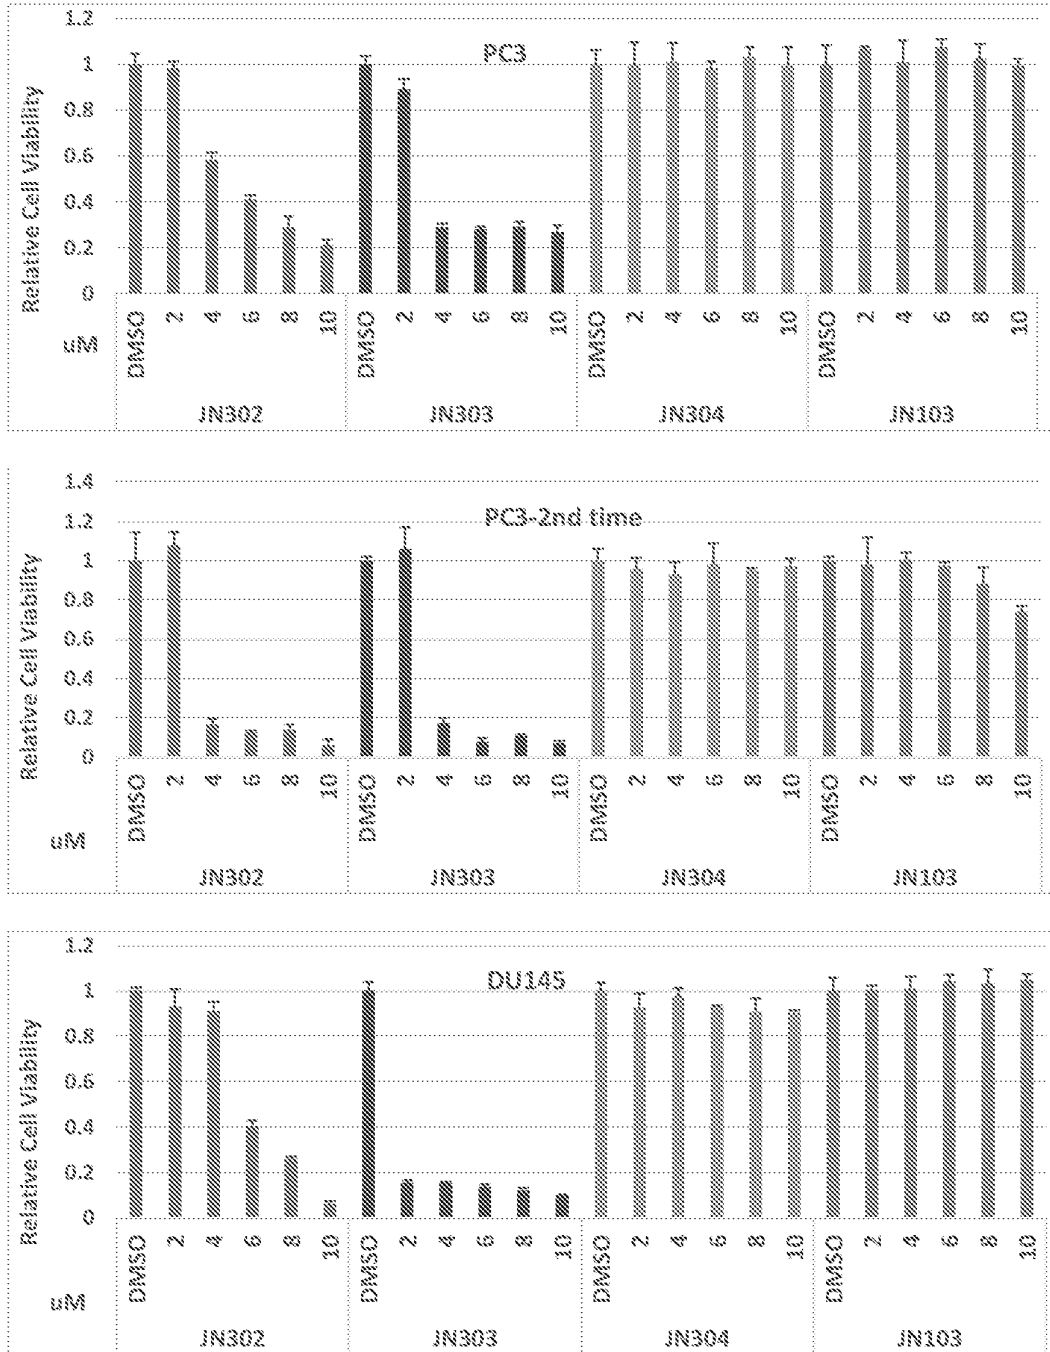 1.2
PC3
1
0.8
0.6
0.4
0.2
0
Relative Cell Viability
uM
DMSO 2 4 6 8 10 DMSO 2 4 6 8 10 DMSO 2 4 6 8 10 DMSO 2 4 6 8 10
JN302 JN303 JN304 JN103
1.4
PC3-2nd time
1.2
1
0.8
0.6
0.4
0.2
0
Relative Cell Viability
uM
DMSO 2 4 6 8 10 DMSO 2 4 6 8 10 DMSO 2 4 6 8 10 DMSO 2 4 6 8 10
JN302 JN303 JN304 JN103
1.2
DU145
1
0.8
0.6
0.4
0.2
0
Relative Cell Viability
uM
DMSO 2 4 6 8 10 DMSO 2 4 6 8 10 DMSO 2 4 6 8 10 DMSO 2 4 6 8 10
JN302 JN303 JN304 JN103